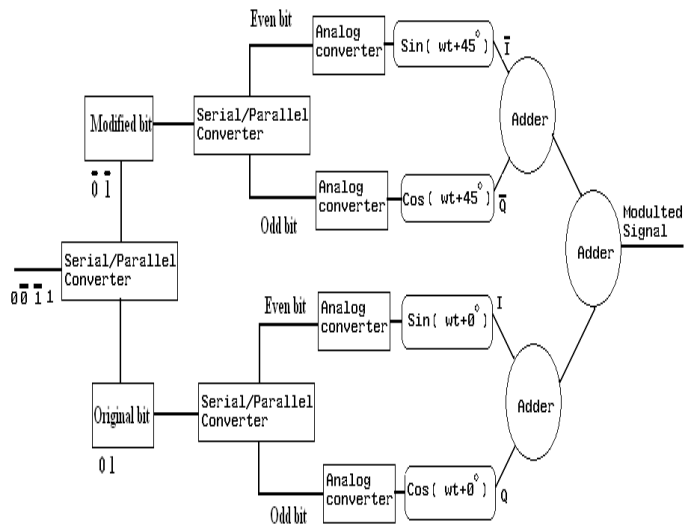 Even bit
Analog
converter
Sin( wt+45°)
I̅
Adder
Modified bit
Serial/Parallel
Converter
0̅ 1̅
Analog
converter
Cos( wt+45°)
Q̅
Odd bit
Serial/Parallel
Converter
00̅1̅1
Adder
Modulted
Signal
Even bit
Analog
converter
Sin( wt+0°)
I
Adder
Original bit
Serial/Parallel
Converter
0 1
Analog
converter
Cos( wt+0°)
Q
Odd bit